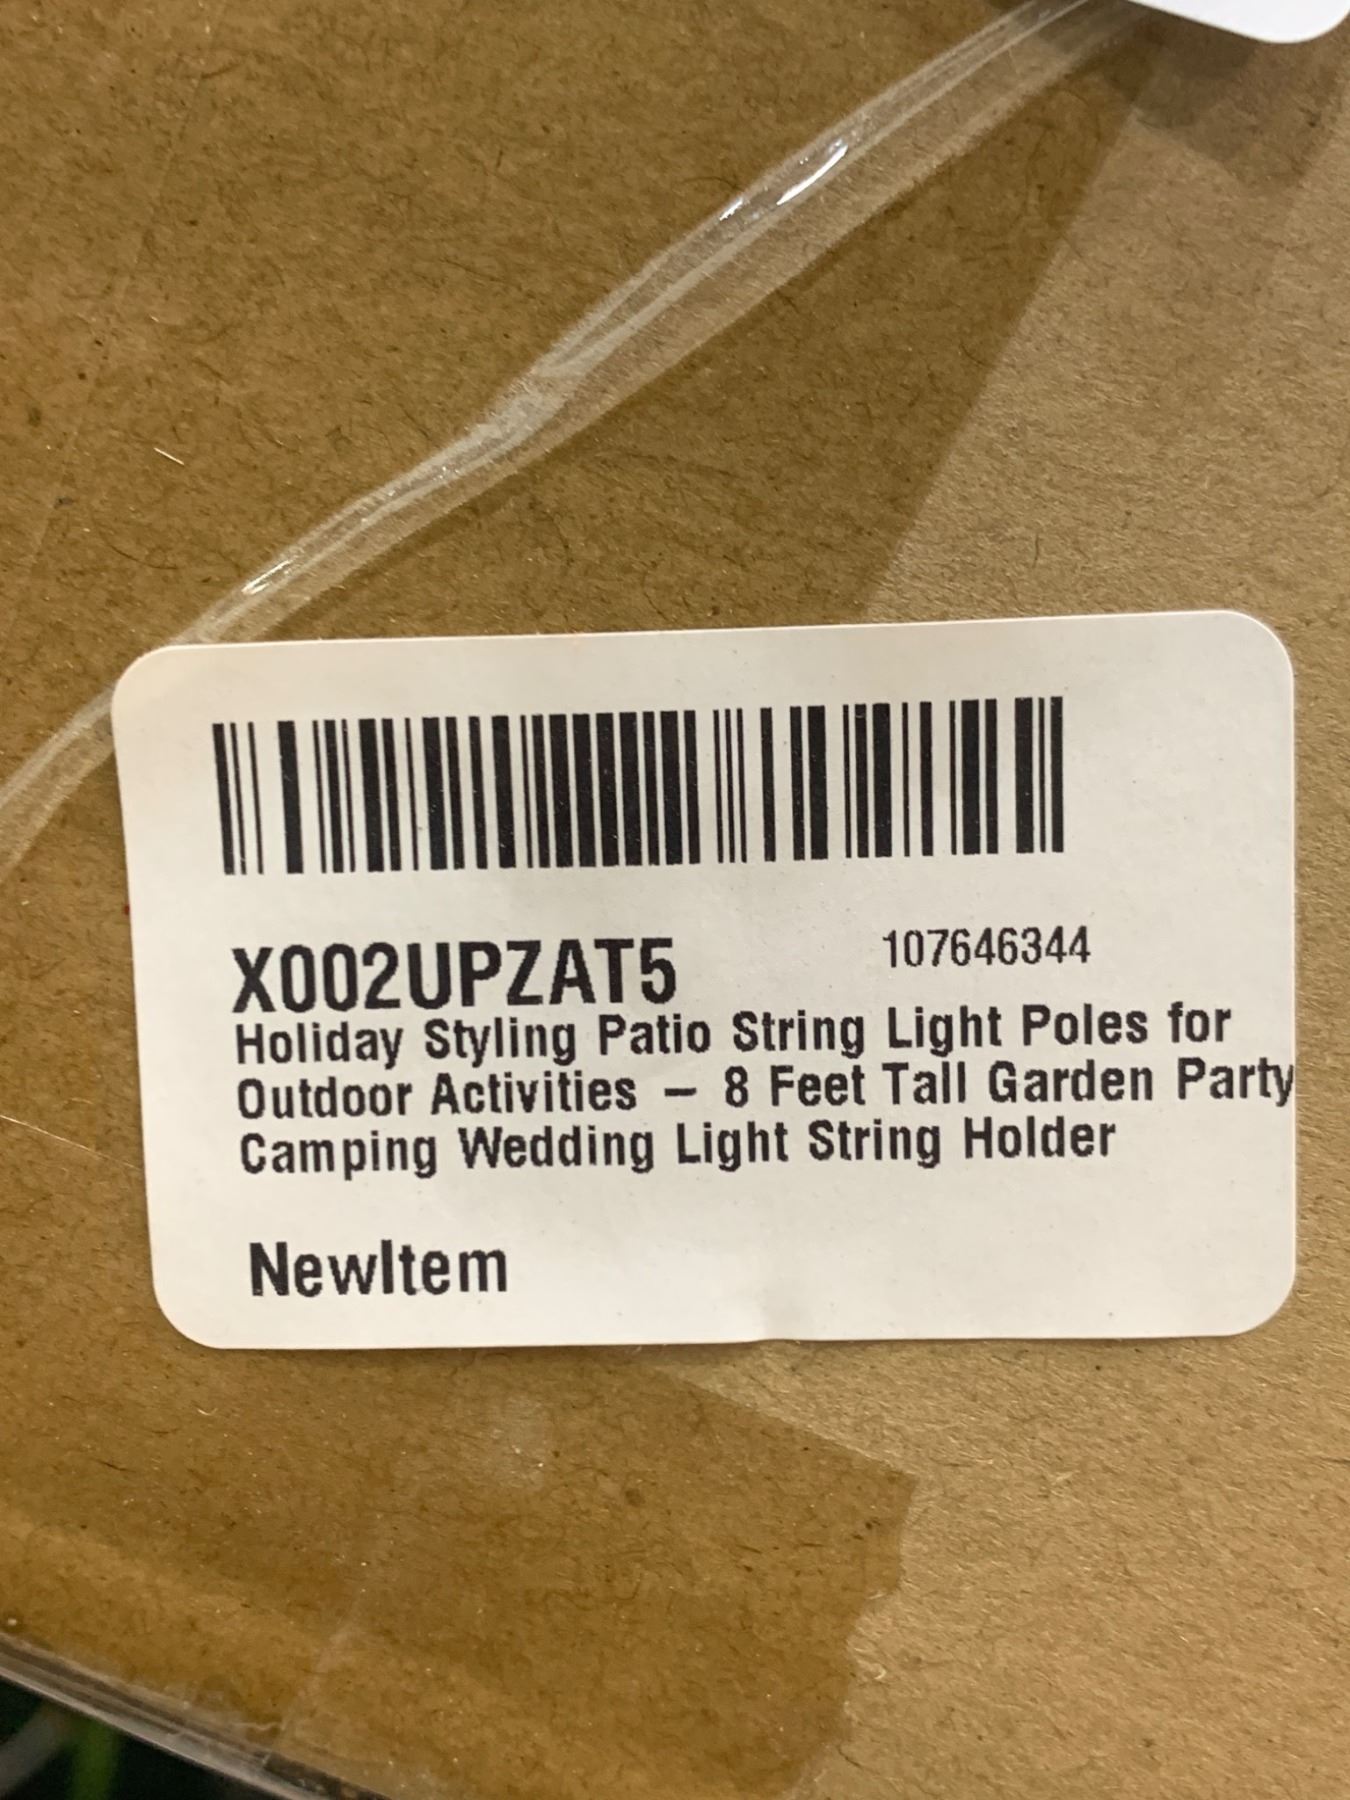 X002UPZAT5 107646344
Holiday Styling Patio String Light Poles for
Outdoor Activities – 8 Feet Tall Garden Party
Camping Wedding Light String Holder
NewItem